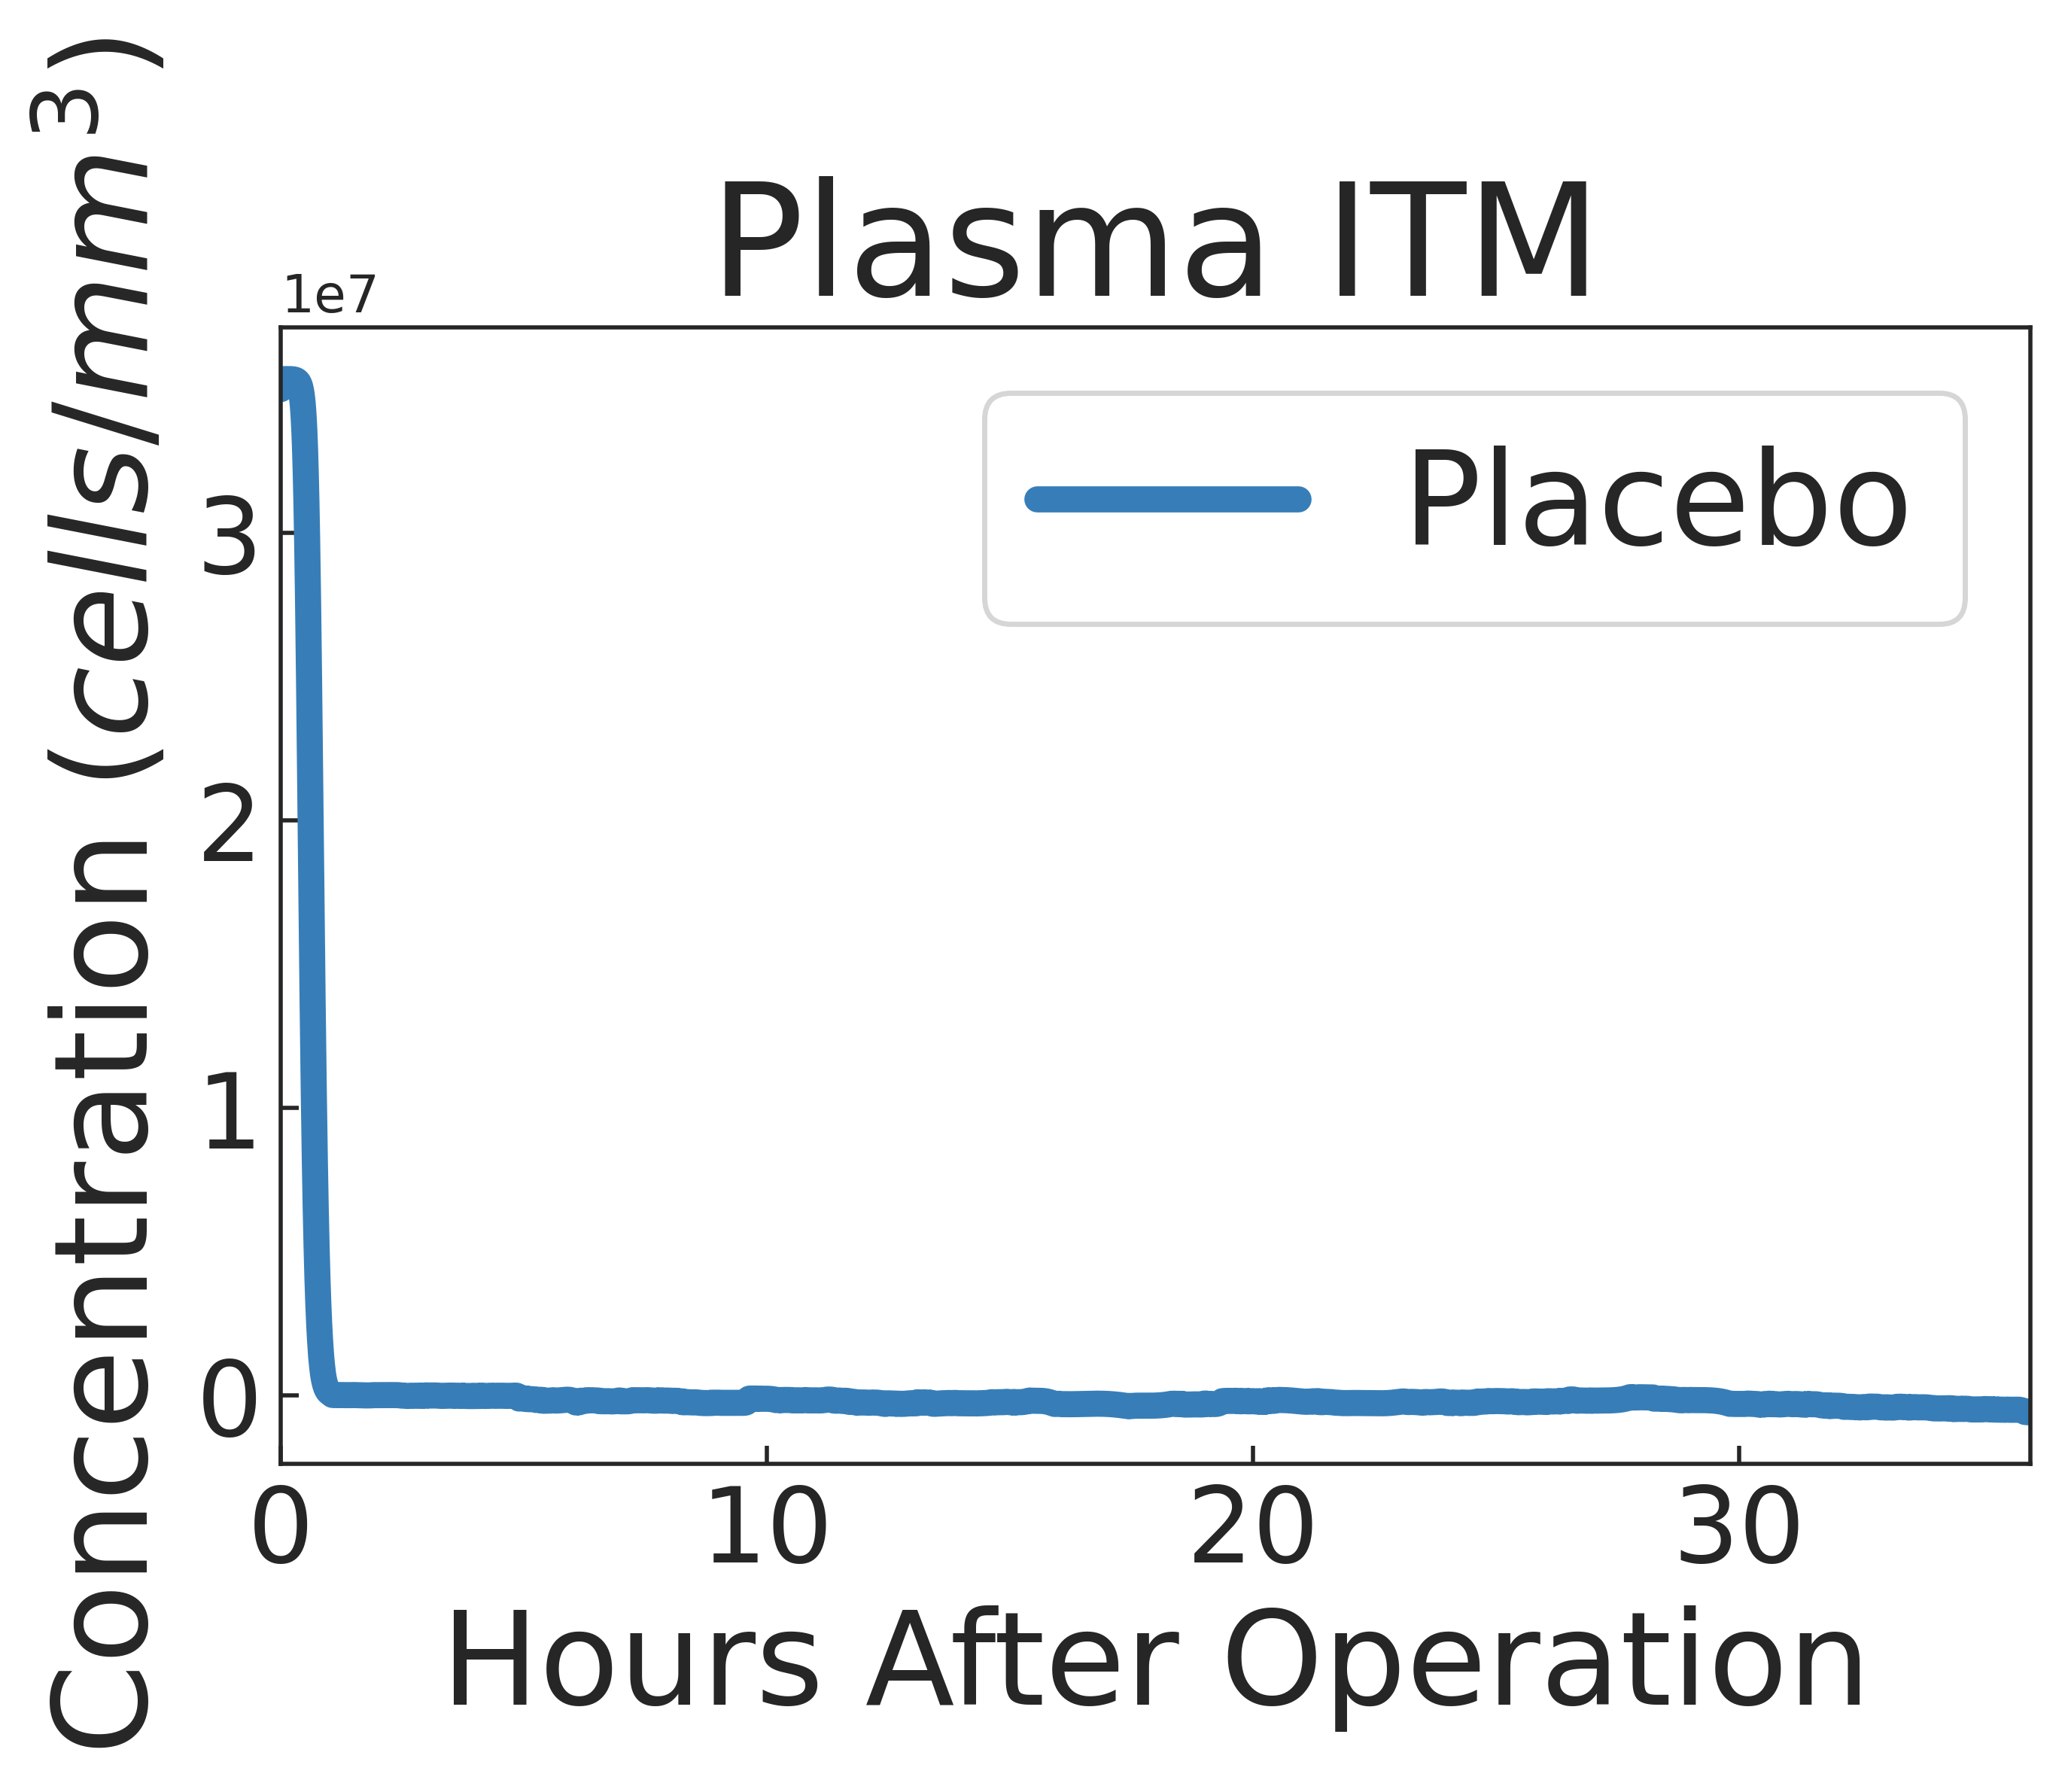 Plasma ITM
1e7
Concentration (cells/mm³)
Placebo
3
2
1
0
0 10 20 30
Hours After Operation